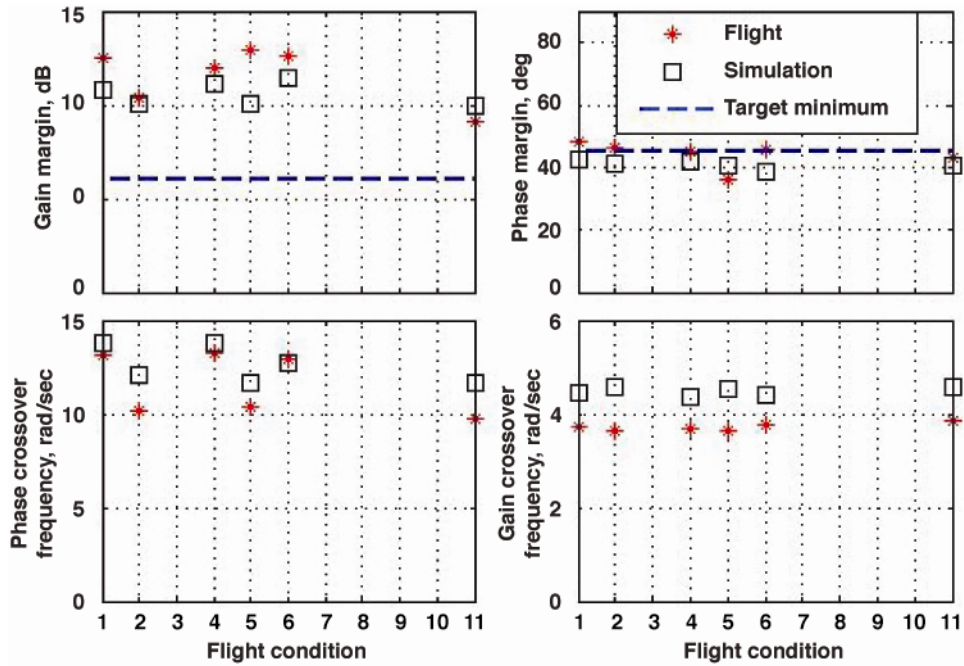 15
10
0
0
Gain margin, dB
80
60
40
20
0
Phase margin, deg
Flight
Simulation
Target minimum
15
10
5
0
Phase crossover
frequency, rad/sec
1 2 3 4 5 6 7 8 9 10 11
Flight condition
6
4
2
0
Gain crossover
frequency, rad/sec
1 2 3 4 5 6 7 8 9 10 11
Flight condition